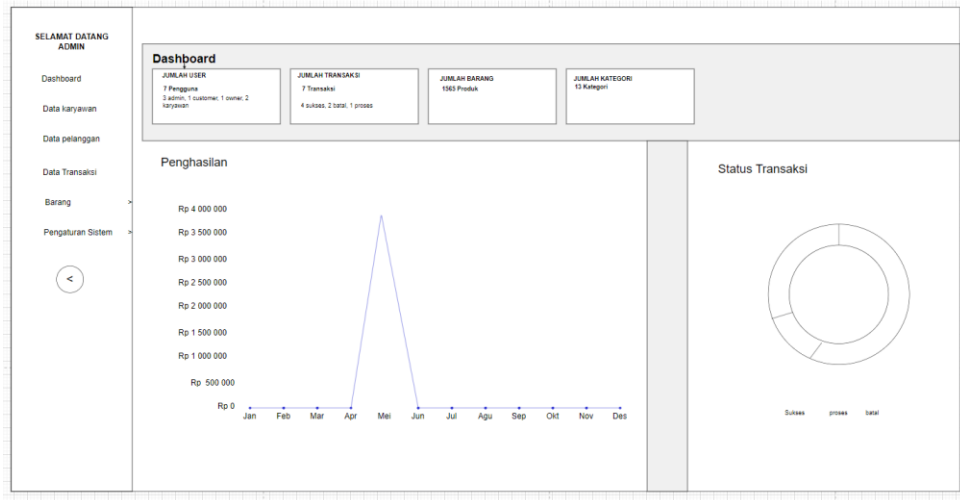 SELAMAT DATANG
ADMIN
Dashboard
Data karyawan
Data pelanggan
Data Transaksi
Barang >
Pengaturan Sistem >
<
Dashboard
JUMLAH USER
7 Pengguna
3 admin, 1 customer, 1 owner, 2
karyawan
JUMLAH TRANSAKSI
7 Transaksi
4 sukses, 2 batal, 1 proses
JUMLAH BARANG
1563 Produk
JUMLAH KATEGORI
13 Kategori
Penghasilan
Rp 4 000 000
Rp 3 500 000
Rp 3 000 000
Rp 2 500 000
Rp 2 000 000
Rp 1 500 000
Rp 1 000 000
Rp 500 000
Rp 0
Jan Feb Mar Apr Mei Jun Jul Agu Sep Okt Nov Des
Status Transaksi
Sukses proses batal